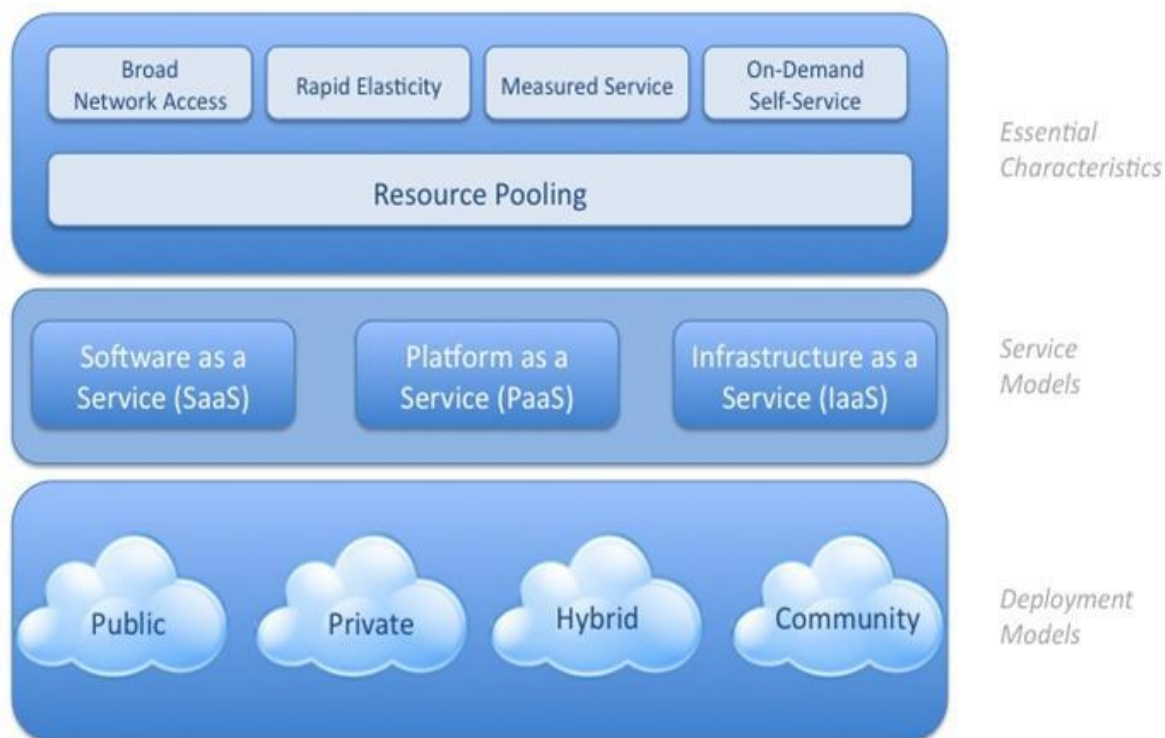 Broad
Network Access
Rapid Elasticity
Measured Service
On-Demand
Self-Service
Resource Pooling
Essential
Characteristics
Software as a
Service (SaaS)
Platform as a
Service (PaaS)
Infrastructure as a
Service (IaaS)
Service
Models
Public
Private
Hybrid
Community
Deployment
Models